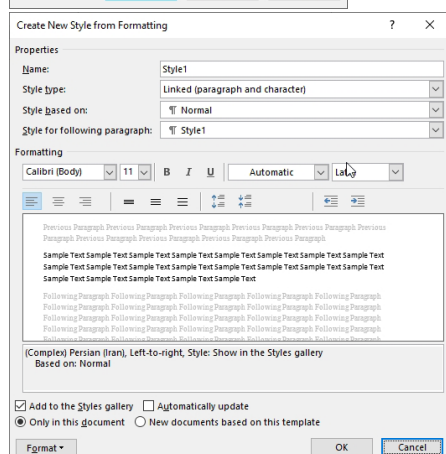 Create New Style from Formatting ? ×
Properties
Name: Style1
Style type: Linked (paragraph and character)
Style based on: ¶ Normal
Style for following paragraph: ¶ Style1
Formatting
Calibri (Body) 11 B I U Automatic
Previous Paragraph Previous Paragraph Previous Paragraph Previous Paragraph Previous
Paragraph Previous Paragraph Previous Paragraph Previous Paragraph Previous Paragraph
Sample Text Sample Text Sample Text Sample Text Sample Text Sample Text Sample Text
Sample Text Sample Text Sample Text Sample Text Sample Text Sample Text Sample Text
Sample Text Sample Text Sample Text Sample Text Sample Text
Following Paragraph Following Paragraph Following Paragraph Following Paragraph
Following Paragraph Following Paragraph Following Paragraph Following Paragraph
Following Paragraph Following Paragraph Following Paragraph Following Paragraph
Following Paragraph Following Paragraph Following Paragraph Following Paragraph
(Complex) Persian (Iran), Left-to-right, Style: Show in the Styles gallery
Based on: Normal
Add to the Styles gallery Automatically update
Only in this document New documents based on this template
Format OK Cancel